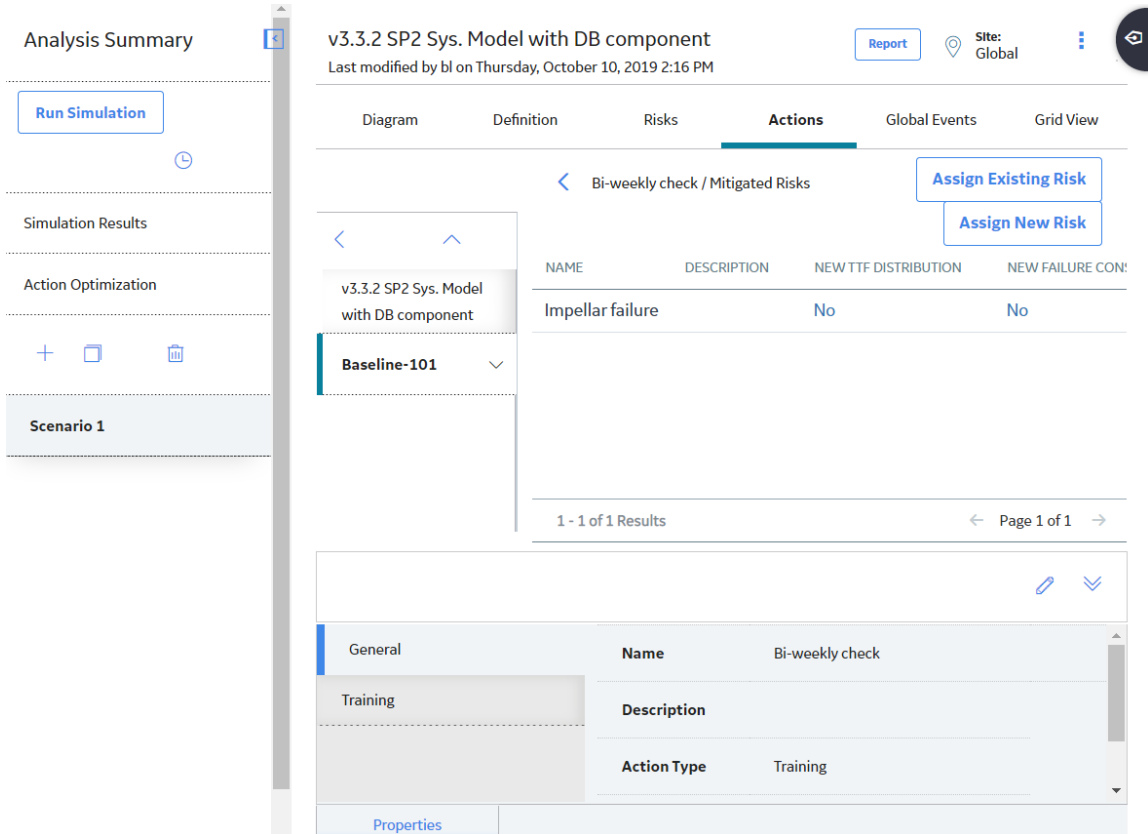 Analysis Summary
Run Simulation
Simulation Results
Action Optimization
Scenario 1
v3.3.2 SP2 Sys. Model with DB component
Last modified by bl on Thursday, October 10, 2019 2:16 PM
Report
Site:
Global
Diagram Definition Risks Actions Global Events Grid View
Bi-weekly check / Mitigated Risks
Assign Existing Risk
Assign New Risk
v3.3.2 SP2 Sys. Model
with DB component
Baseline-101
NAME DESCRIPTION NEW TTF DISTRIBUTION NEW FAILURE CONS
Impellar failure No No
1 - 1 of 1 Results Page 1 of 1
General
Training
Name Bi-weekly check
Description
Action Type Training
Properties